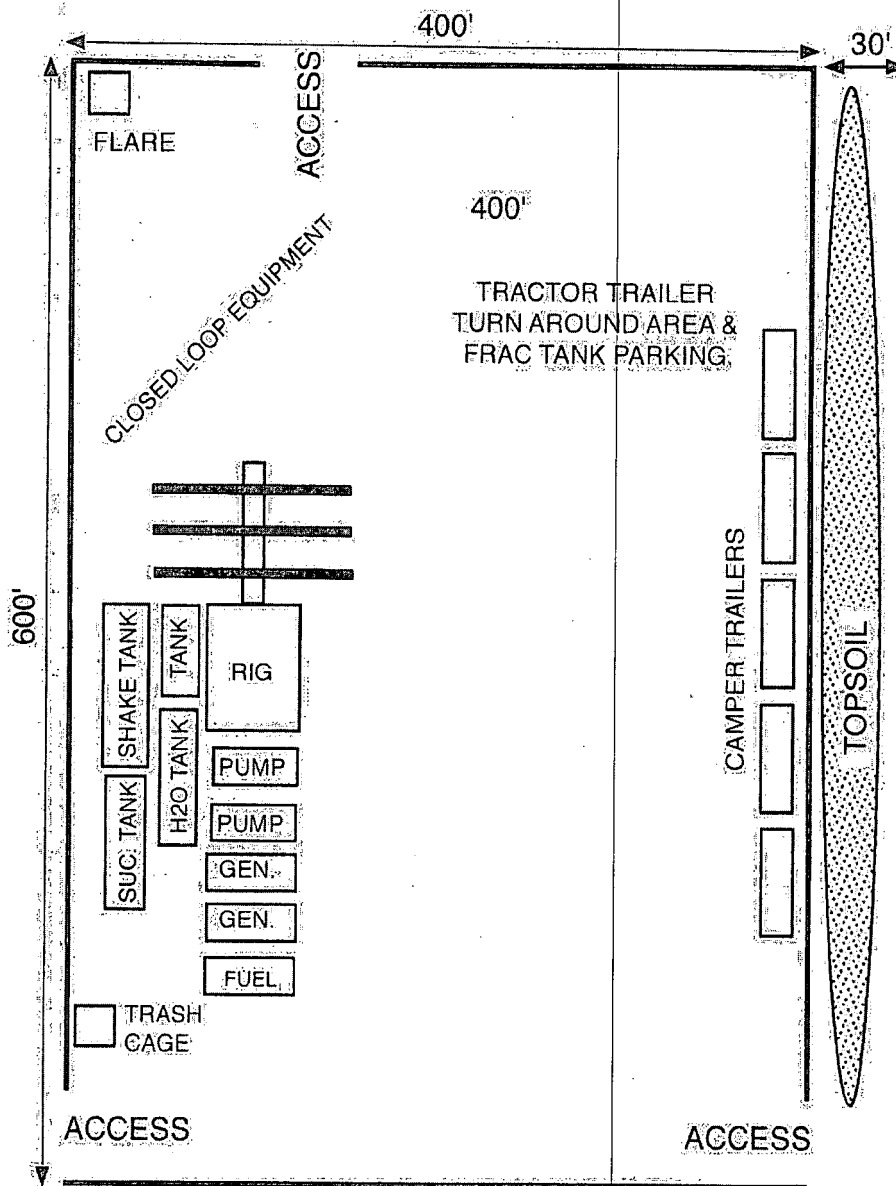 400'
30'
FLARE
ACCESS
400'
CLOSED LOOP EQUIPMENT
TRACTOR TRAILER
TURN AROUND AREA &
FRAC TANK PARKING
600'
SHAKE TANK
TANK
RIG
CAMPER TRAILERS
TOPSOIL
PUMP
H2O TANK
SUC. TANK
PUMP
GEN.
GEN.
FUEL
TRASH
CAGE
ACCESS
ACCESS